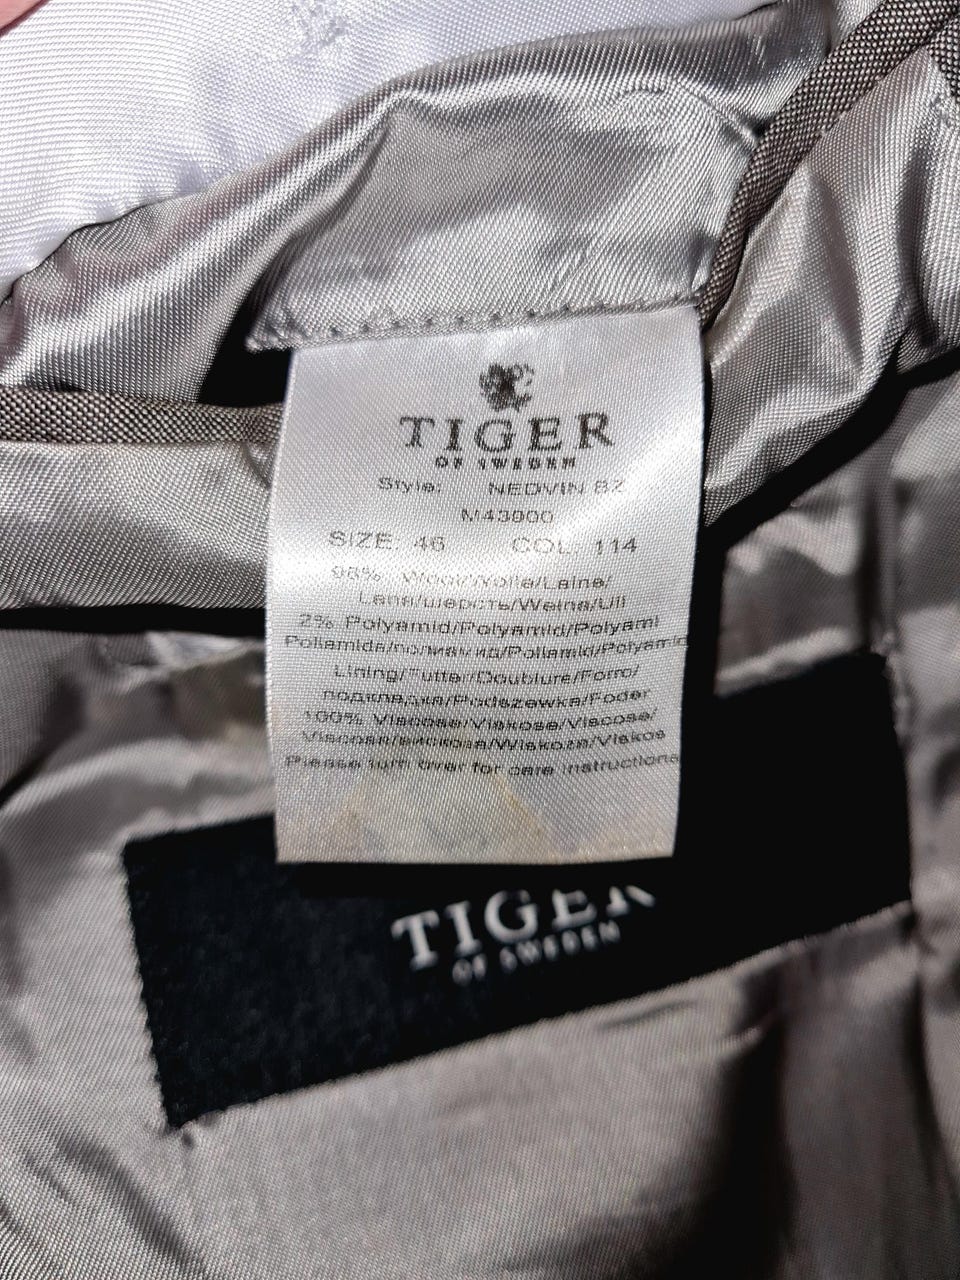 TIGER
OF SWEDEN
Style: NEDVIN BZ
M43900
SIZE: 46 COL: 114
98% Wool/Wolle/Laine/
Lana/шерсть/Welna/Ull
2% Polyamid/Polyamid/Polyami
Poliamida/полиамид/Poliamid/Polyamid
Lining/Futter/Doublure/Forro/
подкладка/Podszewka/Foder
100% Viscose/Viskose/Viscose/
Viscosa/вискоза/Wiskoza/Viskos
Please turn over for care instructions
TIGER
OF SWEDEN